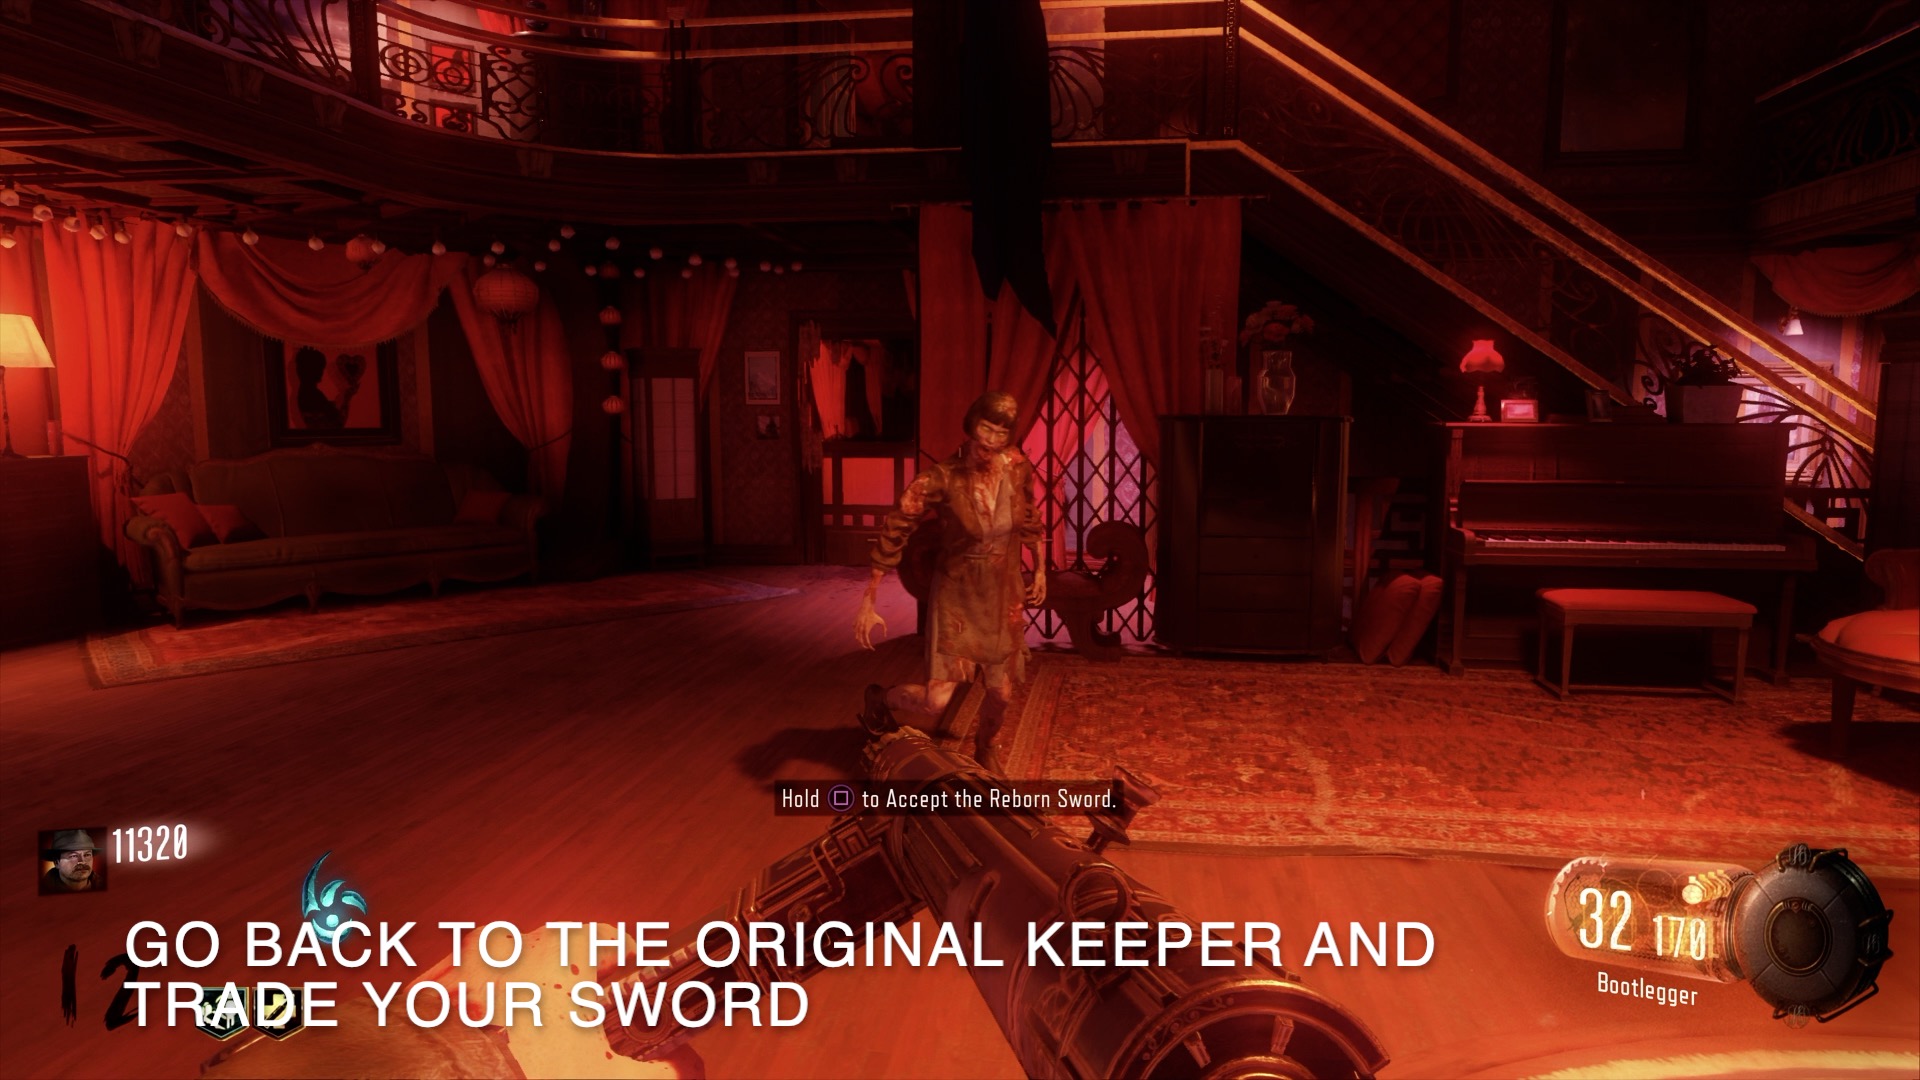 Hold to Accept the Reborn Sword.
11320
GO BACK TO THE ORIGINAL KEEPER AND
TRADE YOUR SWORD
12
32 170
Bootlegger